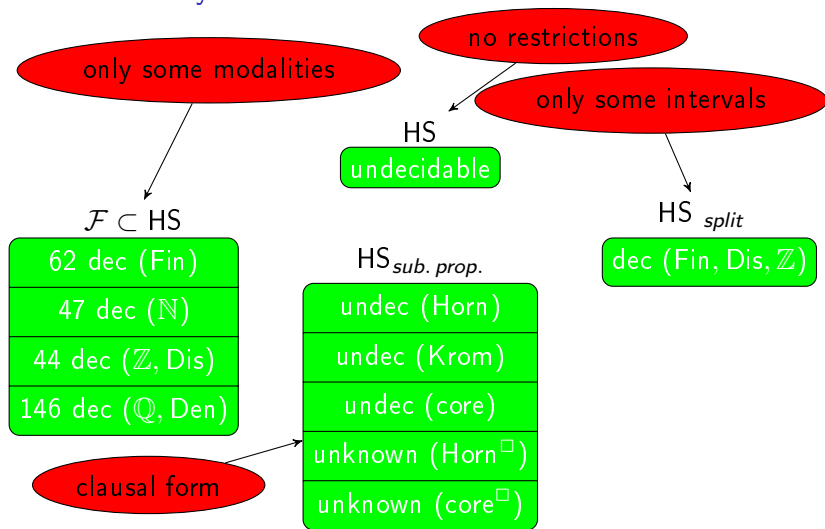 no restrictions
only some modalities
only some intervals
HS
undecidable
ℱ ⊂ HS
62 dec (Fin)
47 dec (ℕ)
44 dec (ℤ, Dis)
146 dec (ℚ, Den)
HS split
dec (Fin, Dis, ℤ)
HS sub. prop.
undec (Horn)
undec (Krom)
undec (core)
unknown (Horn□)
unknown (core□)
clausal form